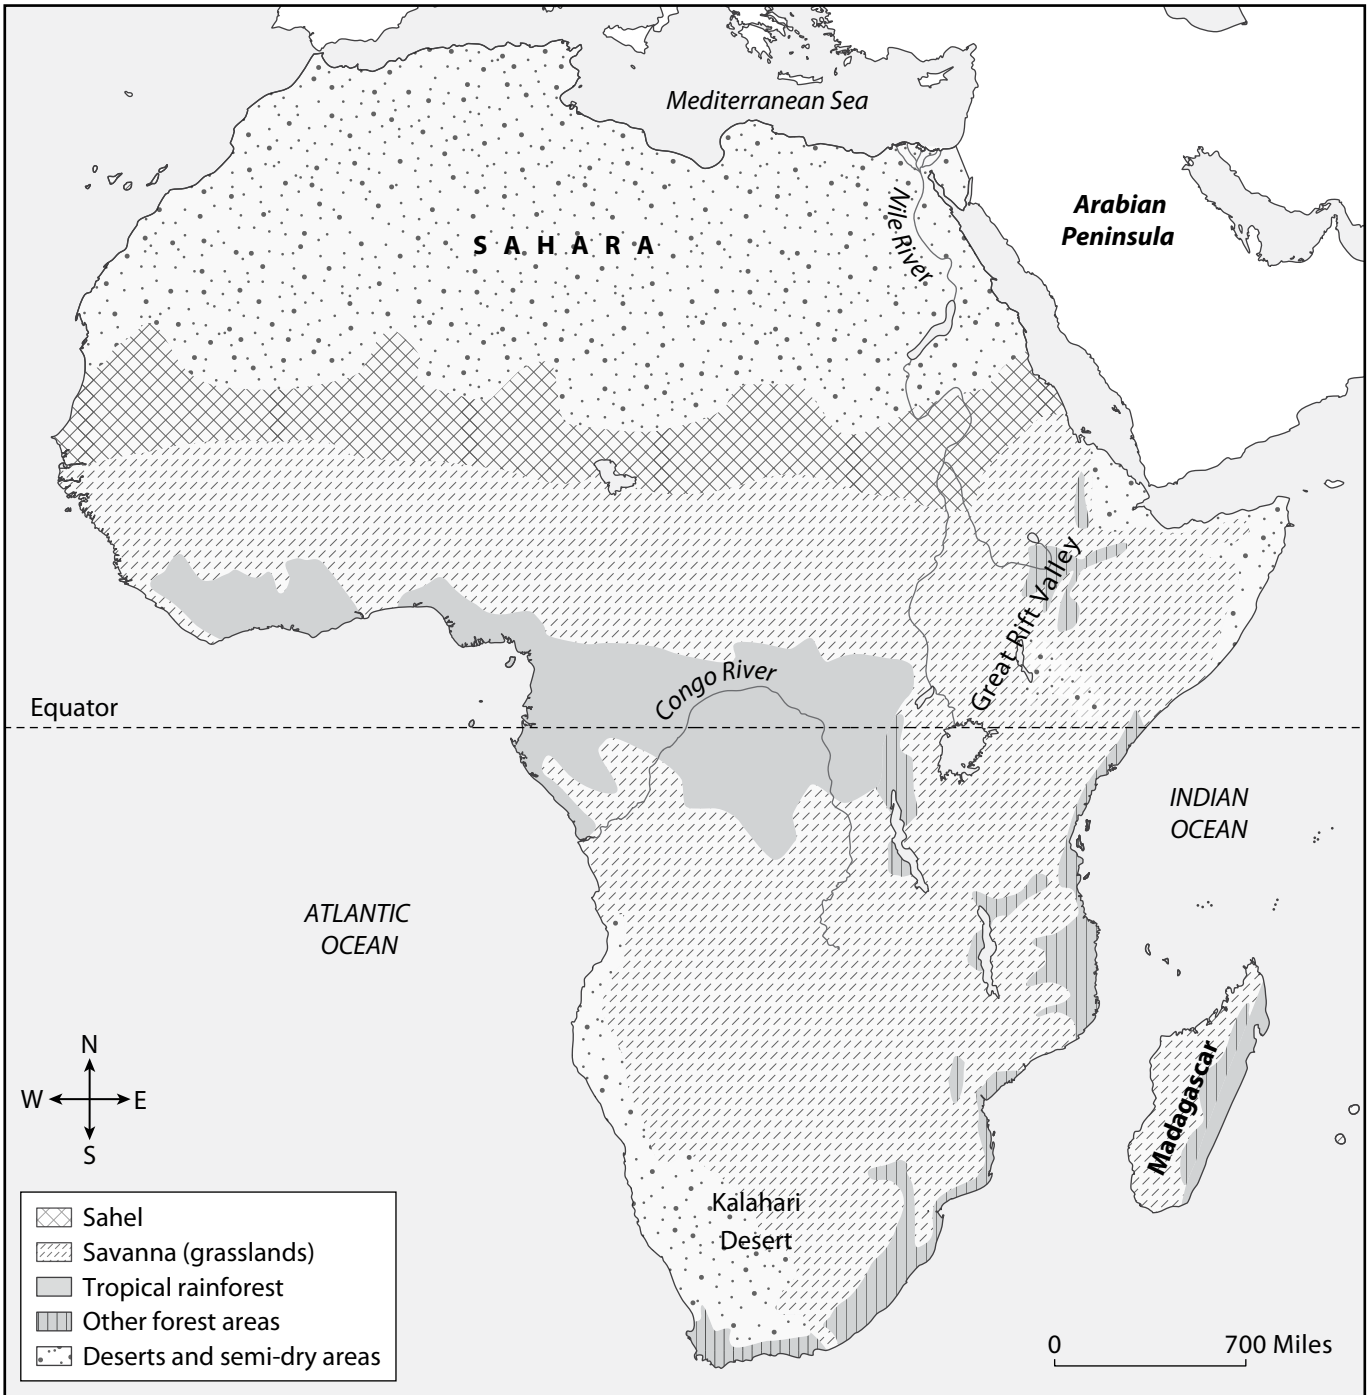 Mediterranean Sea
Arabian
Peninsula
SAHARA
Nile River
Great Rift Valley
Congo River
Equator
INDIAN
OCEAN
ATLANTIC
OCEAN
Madagascar
Kalahari
Desert
N
W E
S
Sahel
Savanna (grasslands)
Tropical rainforest
Other forest areas
Deserts and semi-dry areas
0 700 Miles